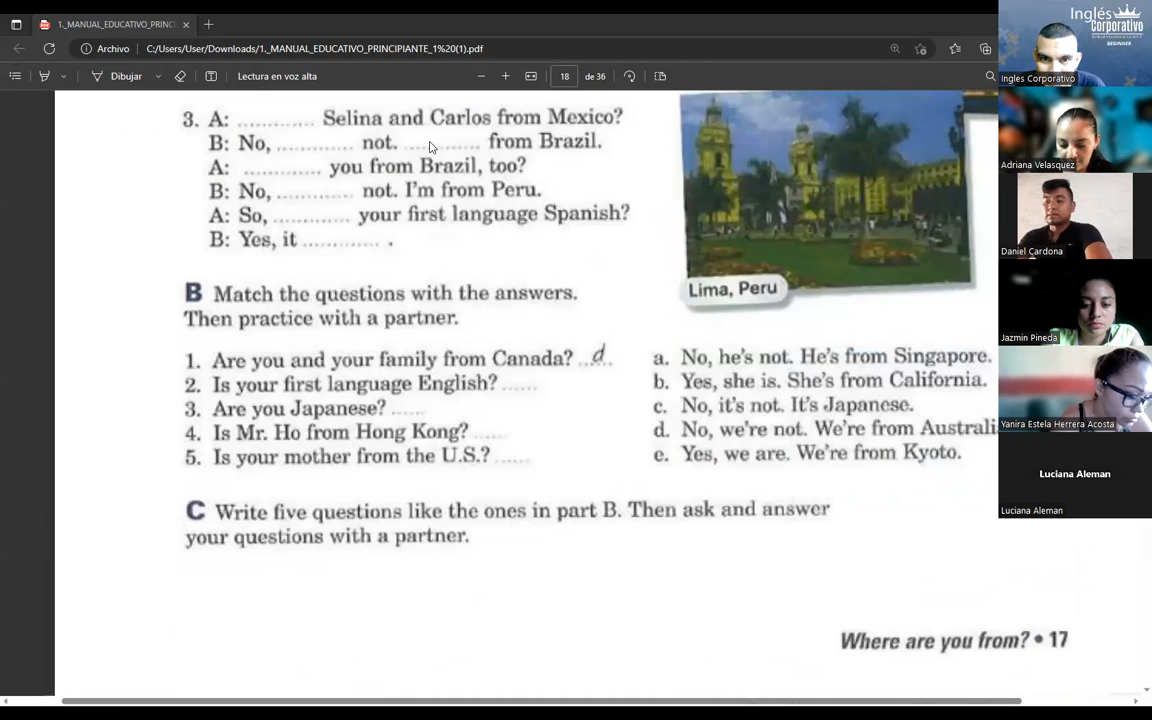 1._MANUAL_EDUCATIVO_PRINCI
Archivo
C:/Users/User/Downloads/1._MANUAL_EDUCATIVO_PRINCIPIANTE_1%20(1).pdf
Dibujar
Lectura en voz alta
18
de 36
3. A: ............ Selina and Carlos from Mexico?
B: No, ............ not. ............ from Brazil.
A: ............ you from Brazil, too?
B: No, ............ not. I'm from Peru.
A: So, ............ your first language Spanish?
B: Yes, it ............ .
Lima, Peru
B Match the questions with the answers.
Then practice with a partner.
1. Are you and your family from Canada? ..d..
2. Is your first language English? ......
3. Are you Japanese? ......
4. Is Mr. Ho from Hong Kong? ......
5. Is your mother from the U.S.? ......
a. No, he's not. He's from Singapore.
b. Yes, she is. She's from California.
c. No, it's not. It's Japanese.
d. No, we're not. We're from Australi
e. Yes, we are. We're from Kyoto.
C Write five questions like the ones in part B. Then ask and answer
your questions with a partner.
Where are you from? • 17
Inglés
Corporativo
BEGINNER
Ingles Corporativo
Adriana Velasquez
Daniel Cardona
Jazmin Pineda
Yanira Estela Herrera Acosta
Luciana Aleman
Luciana Aleman